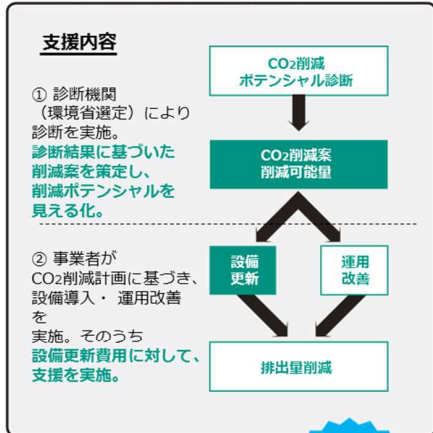 支援内容
① 診断機関
（環境省選定）により
診断を実施。
診断結果に基づいた
削減案を策定し、
削減ポテンシャルを
見える化。
CO2削減
ポテンシャル診断
CO2削減案
削減可能量
② 事業者が
CO2削減計画に基づき、
設備導入・ 運用改善
を
実施。そのうち
設備更新費用に対して、
支援を実施。
設備
更新
運用
改善
排出量削減